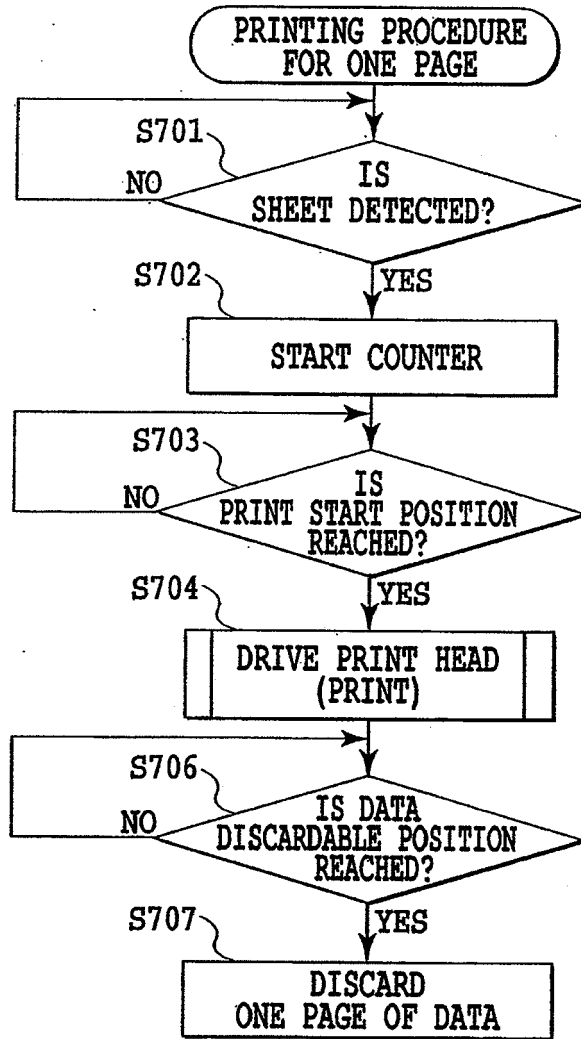 PRINTING PROCEDURE
FOR ONE PAGE
S701
NO
IS
SHEET DETECTED?
YES
S702
START COUNTER
S703
NO
IS
PRINT START POSITION
REACHED?
YES
S704
DRIVE PRINT HEAD
(PRINT)
S706
NO
IS DATA
DISCARDABLE POSITION
REACHED?
YES
S707
DISCARD
ONE PAGE OF DATA